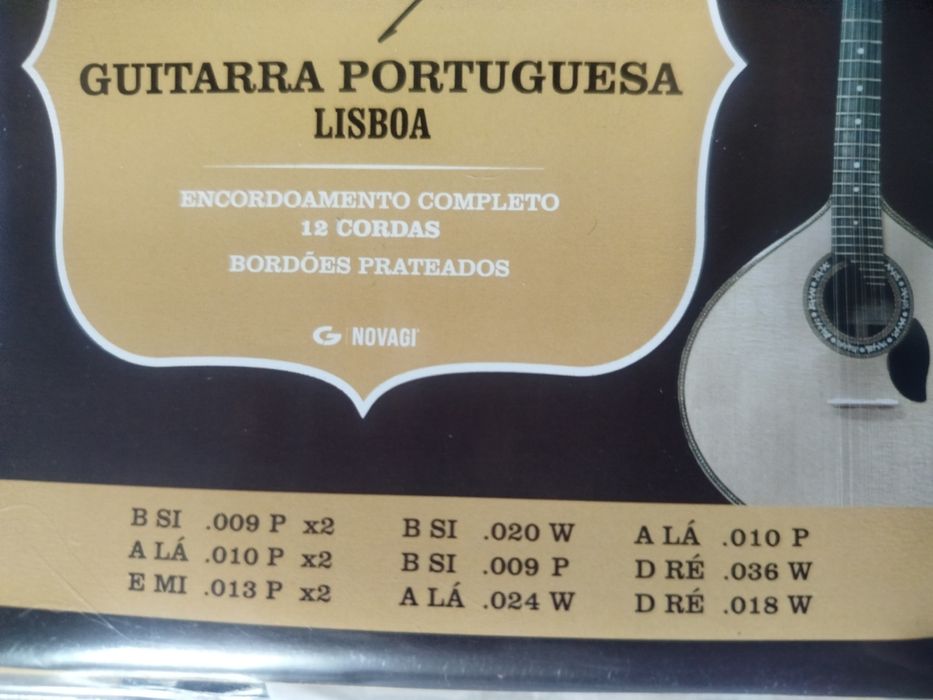 GUITARRA PORTUGUESA
LISBOA
ENCORDOAMENTO COMPLETO
12 CORDAS
BORDÕES PRATEADOS
G NOVAGI
B SI .009 P x2
A LÁ .010 P x2
E MI .013 P x2
B SI .020 W
B SI .009 P
A LÁ .024 W
A LÁ .010 P
D RÉ .036 W
D RÉ .018 W